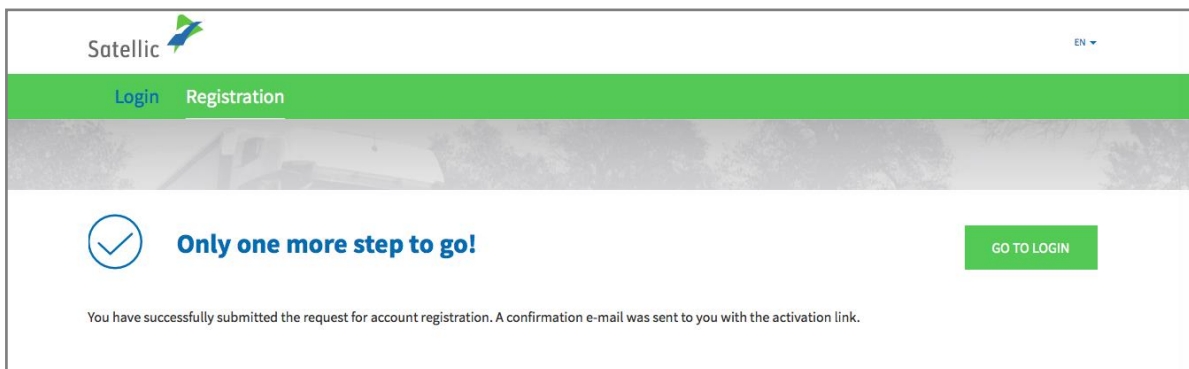 Satellic
EN
Login Registration
Only one more step to go!
GO TO LOGIN
You have successfully submitted the request for account registration. A confirmation e-mail was sent to you with the activation link.